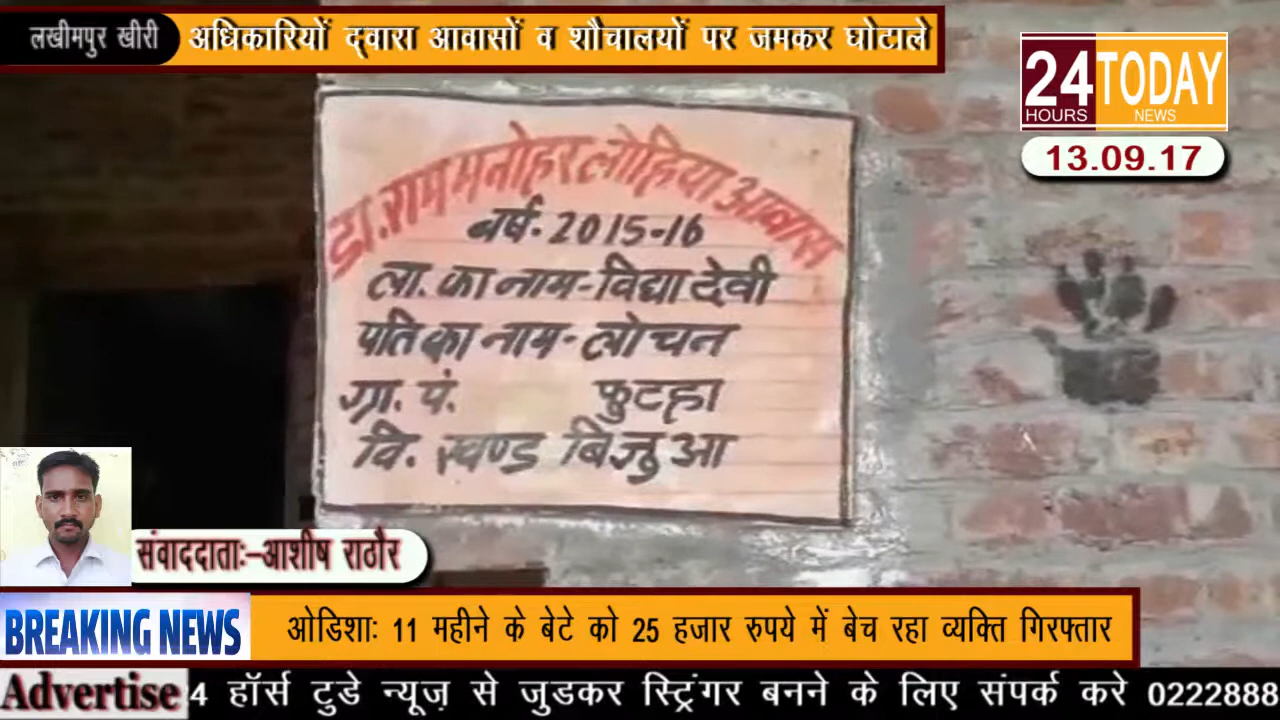 लखीमपुर खीरी
अधिकारियों द्वारा आवासों व शौचालयों पर जमकर घोटाले
24 TODAY
HOURS NEWS
13.09.17
डा.राममनोहर लोहिया आवास
वर्ष-2015-16
ला.का नाम-विद्या देवी
पति का नाम-लोचन
ग्रा. पं. फुटहा
वि. खण्ड बिजुआ
संवाददाताः-आशीष राठौर
BREAKING NEWS
ओडिशाः 11 महीने के बेटे को 25 हजार रुपये में बेच रहा व्यक्ति गिरफ्तार
Advertise
4 हॉर्स टुडे न्यूज़ से जुडकर स्ट्रिंगर बनने के लिए संपर्क करे 0222888